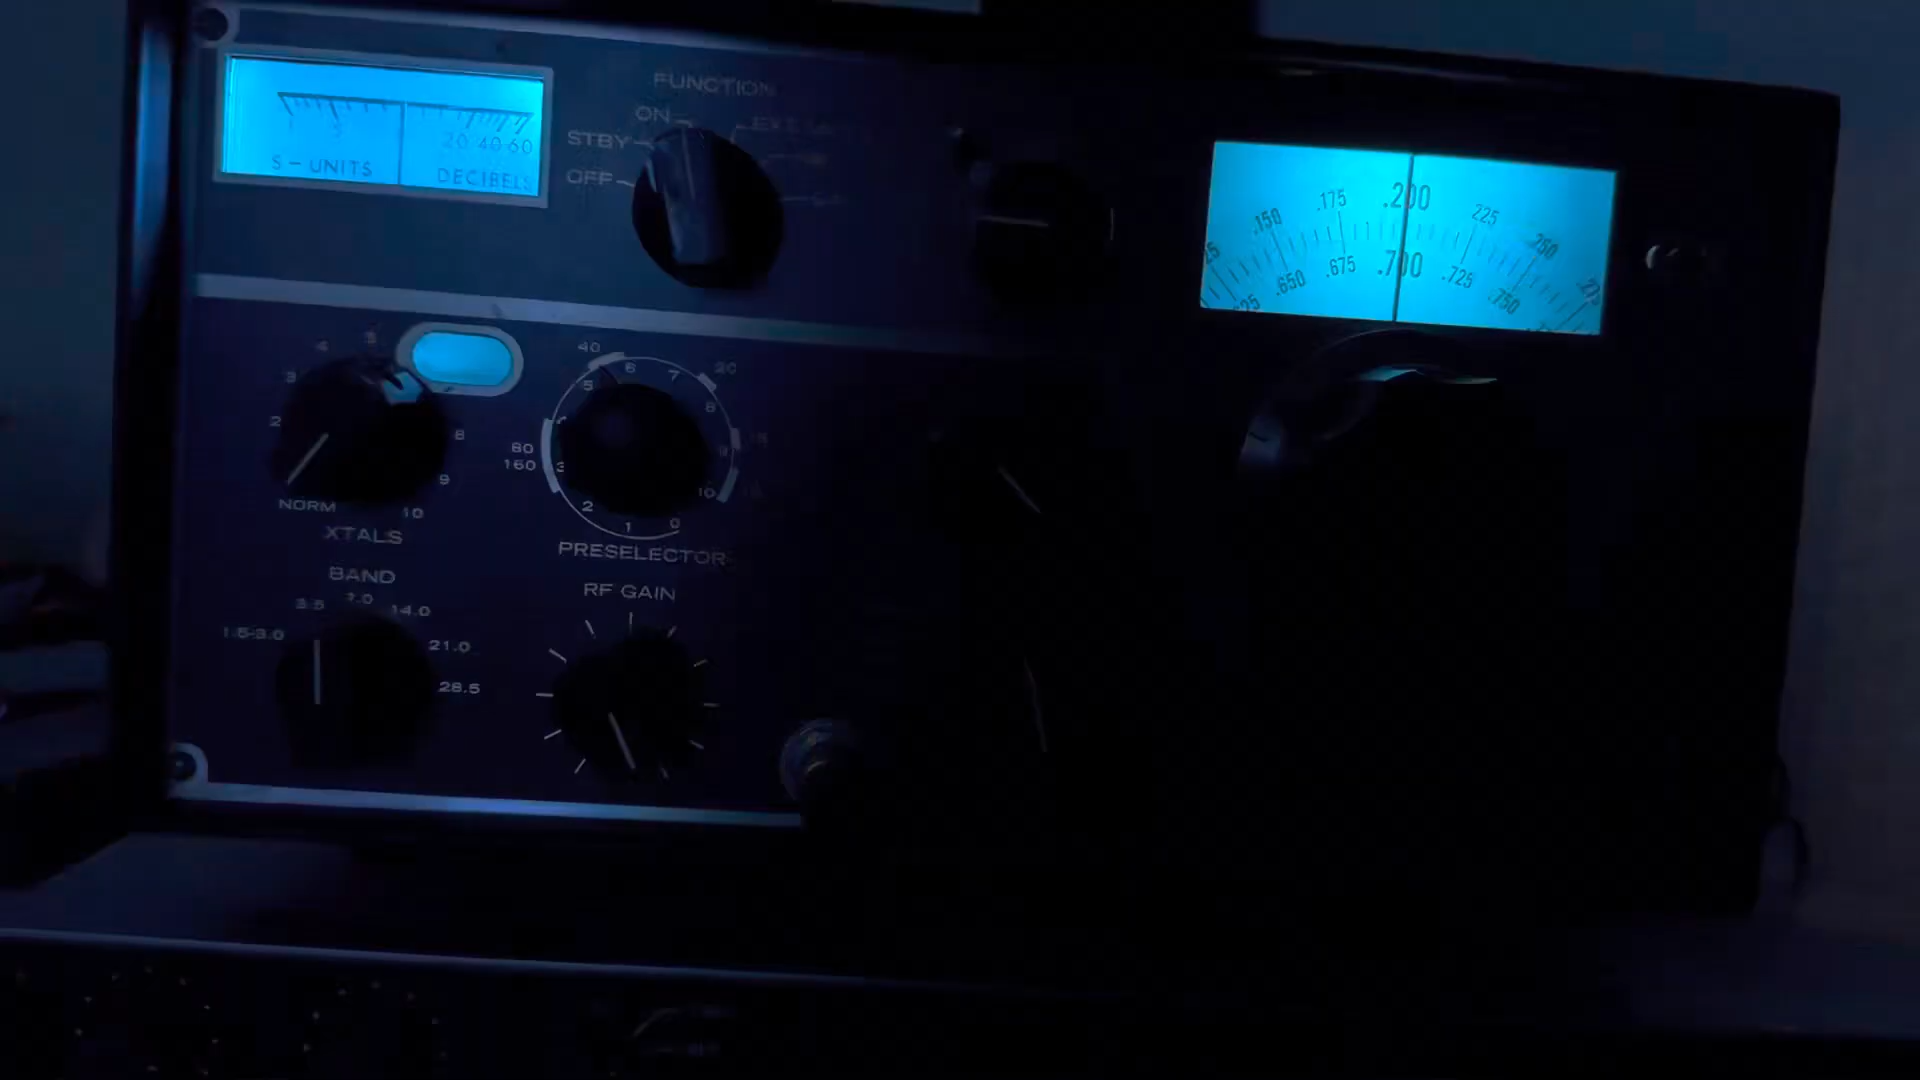 S-UNITS
20 40 60
DECIBELS
FUNCTION
ON
STBY
OFF
.150 .175 .200 225 .250
.650 .675 .700 .725 .750
2 3 4 5 8 9 10
NORM
XTALS
40 20
80
160
0 1 2 3 5 6 7 8 9 10
PRESELECTOR
BAND
1.5-3.0 3.5 7.0 14.0 21.0 28.5
RF GAIN